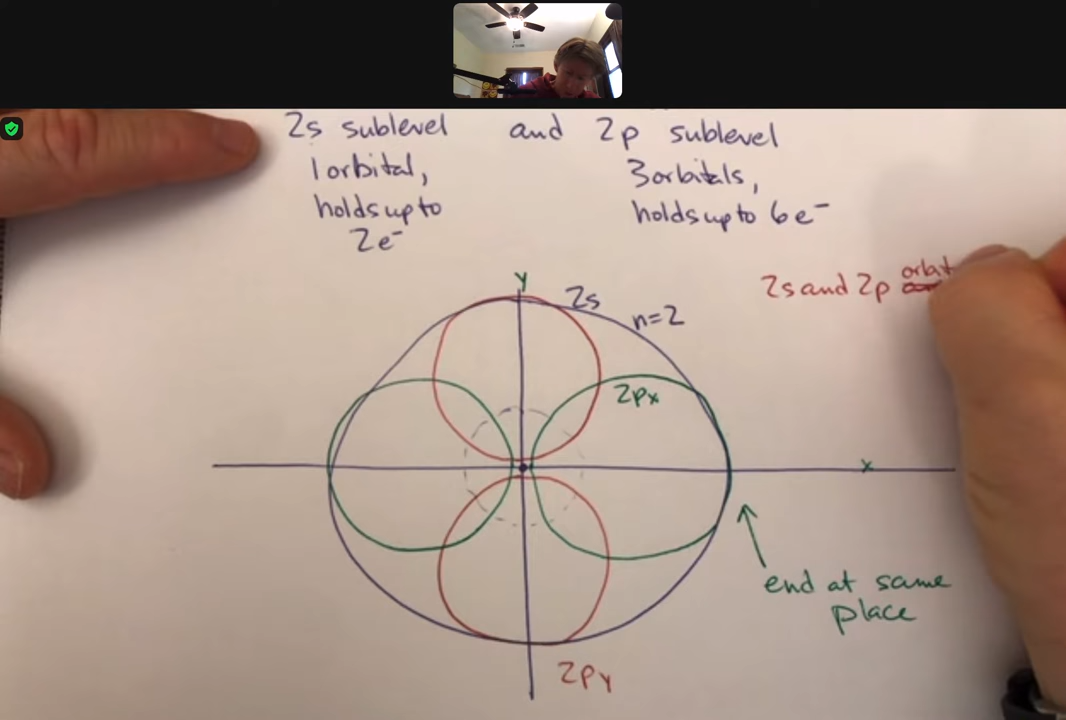 2s sublevel and 2p sublevel
1 orbital, 3 orbitals,
holds up to holds up to 6e⁻
2e⁻
2s and 2p orbit
y
2s
n=2
2px
x
end at same
place
2py